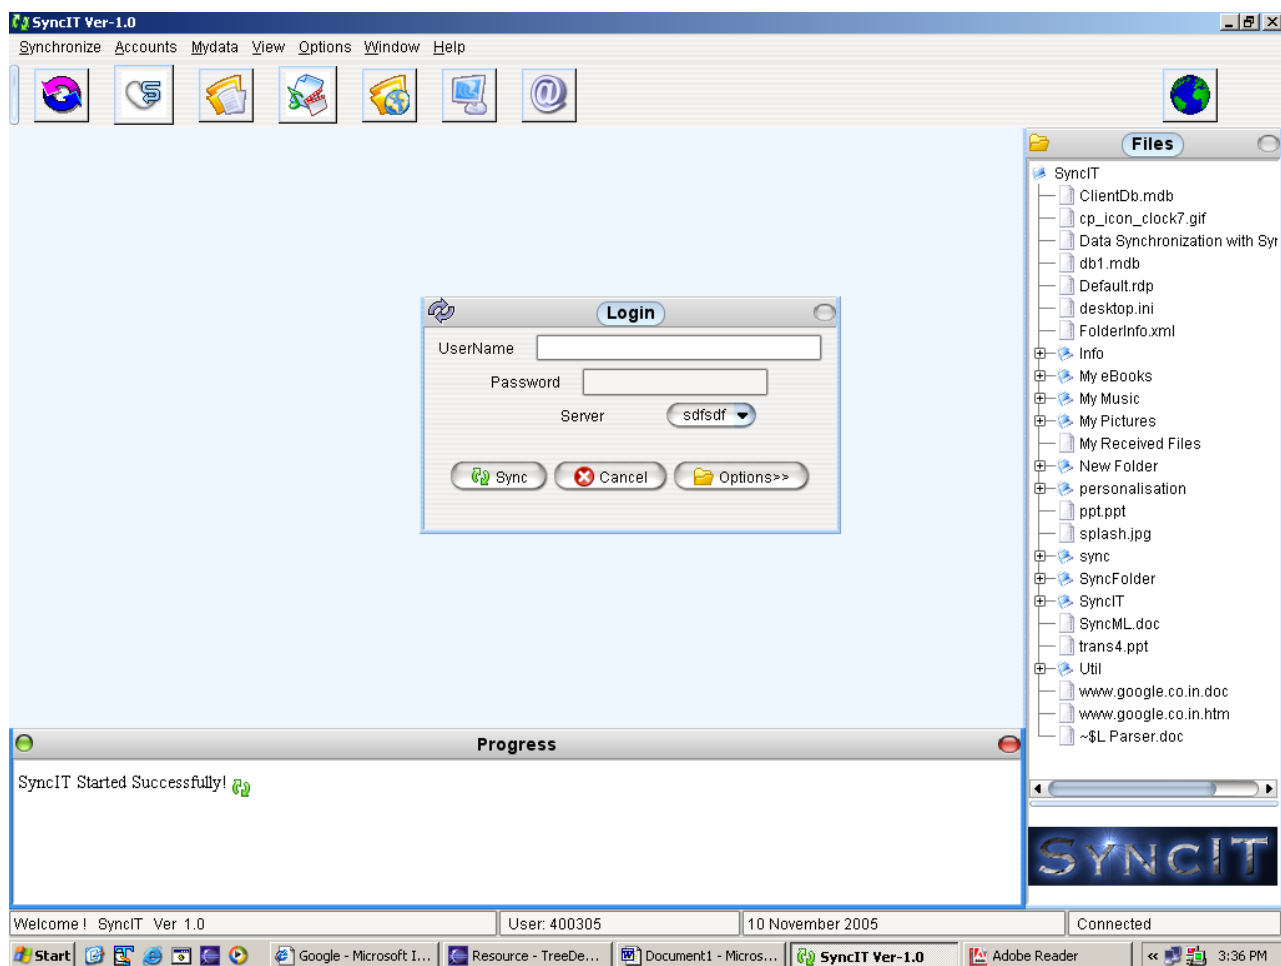 SyncIT Ver-1.0
Synchronize Accounts Mydata View Options Window Help
Files
SyncIT
ClientDb.mdb
cp_icon_clock7.gif
Data Synchronization with Syn
db1.mdb
Default.rdp
desktop.ini
FolderInfo.xml
Info
My eBooks
My Music
My Pictures
My Received Files
New Folder
personalisation
ppt.ppt
splash.jpg
sync
SyncFolder
SyncIT
SyncML.doc
trans4.ppt
Util
www.google.co.in.doc
www.google.co.in.htm
~$L Parser.doc
Login
UserName
Password
Server sdfsdf
Sync Cancel Options>>
Progress
SyncIT Started Successfully!
SYNCIT
Welcome ! SyncIT Ver 1.0 User: 400305 10 November 2005 Connected
Start Google - Microsoft I... Resource - TreeDe... Document1 - Micros... SyncIT Ver-1.0 Adobe Reader « 3:36 PM